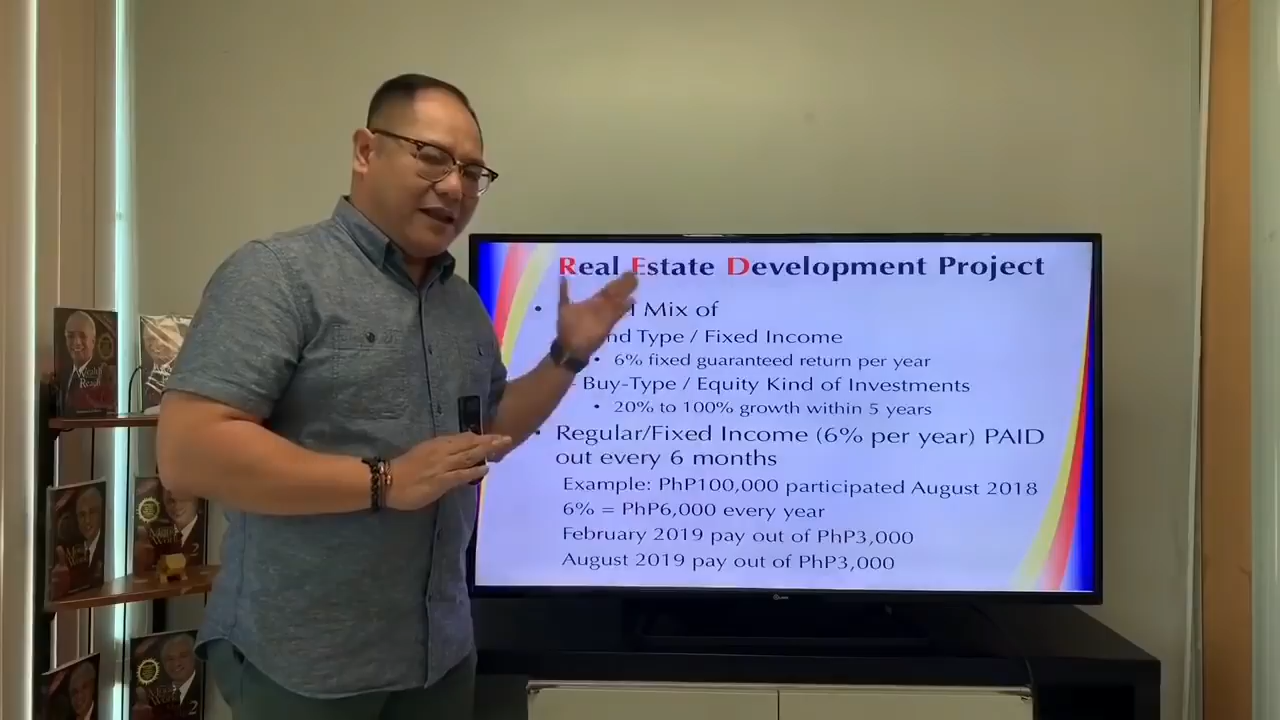 Real Estate Development Project
• Mix of
Type / Fixed Income
• 6% fixed guaranteed return per year
- Buy-Type / Equity Kind of Investments
• 20% to 100% growth within 5 years
• Regular/Fixed Income (6% per year) PAID
out every 6 months
Example: PhP100,000 participated August 2018
6% = PhP6,000 every year
February 2019 pay out of PhP3,000
August 2019 pay out of PhP3,000